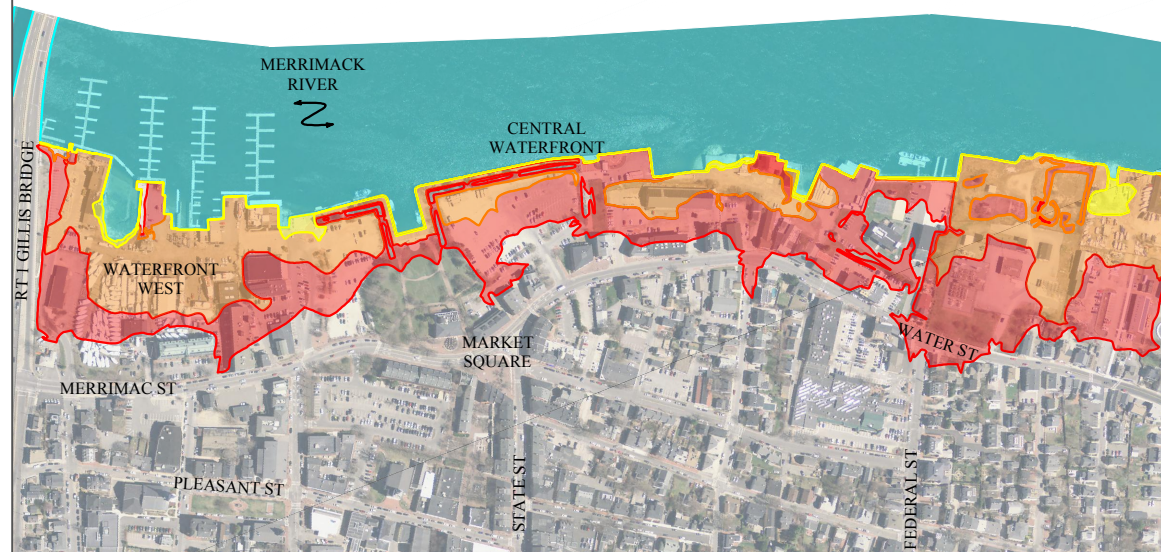 MERRIMACK
RIVER
CENTRAL
WATERFRONT
RT 1 GILLIS BRIDGE
WATERFRONT
WEST
MARKET
SQUARE
WATER ST
MERRIMAC ST
PLEASANT ST
STATE ST
FEDERAL ST